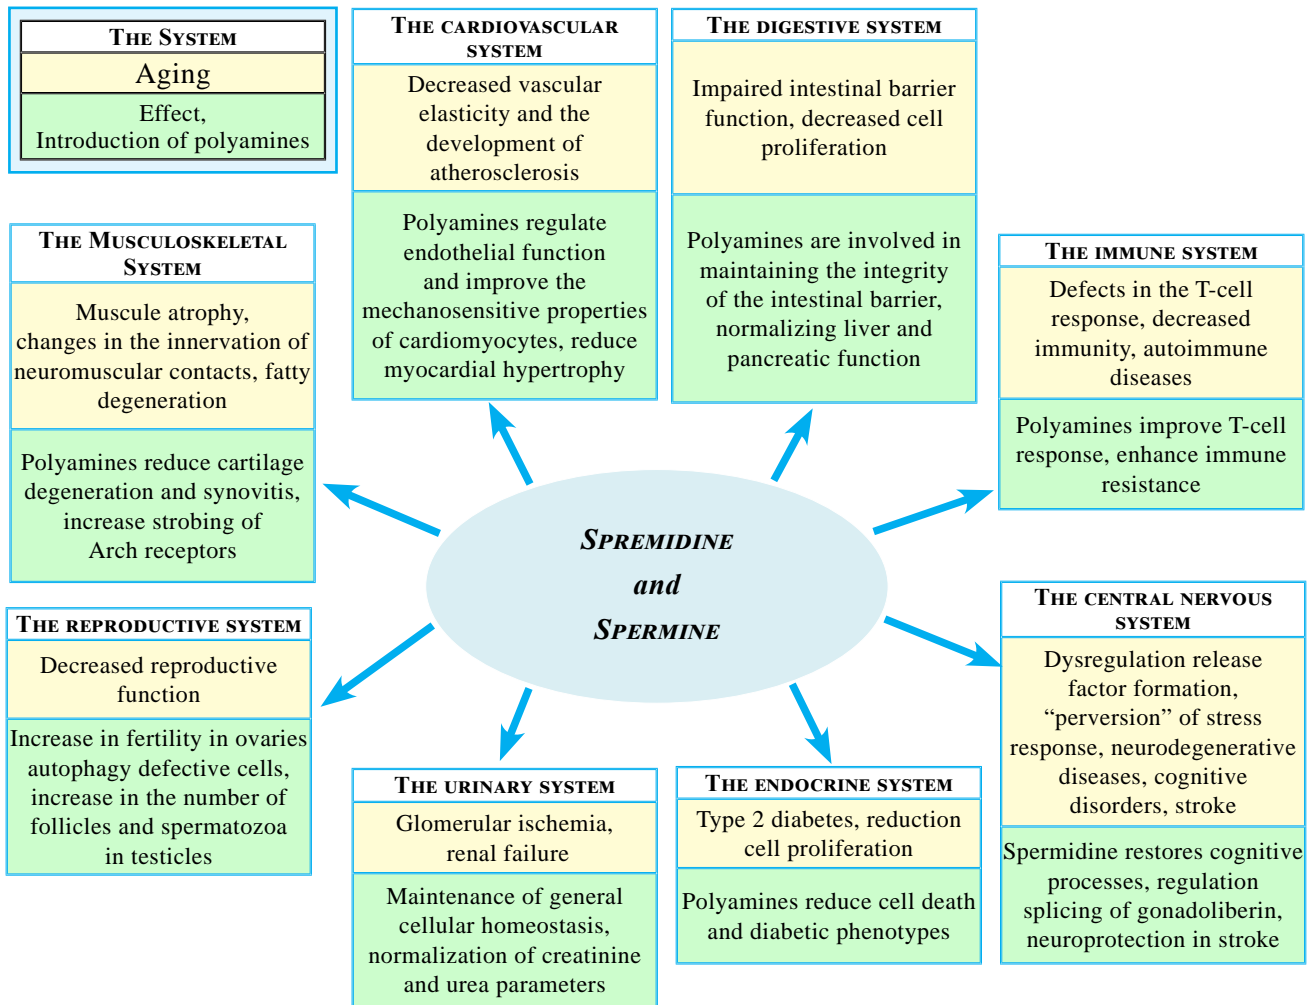 The System
Aging
Effect,
Introduction of polyamines
The cardiovascular
system
Decreased vascular
elasticity and the
development of
atherosclerosis
Polyamines regulate
endothelial function
and improve the
mechanosensitive properties
of cardiomyocytes, reduce
myocardial hypertrophy
The digestive system
Impaired intestinal barrier
function, decreased cell
proliferation
Polyamines are involved in
maintaining the integrity
of the intestinal barrier,
normalizing liver and
pancreatic function
The Musculoskeletal
System
Muscule atrophy,
changes in the innervation of
neuromuscular contacts, fatty
degeneration
Polyamines reduce cartilage
degeneration and synovitis,
increase strobing of
Arch receptors
The immune system
Defects in the T-cell
response, decreased
immunity, autoimmune
diseases
Polyamines improve T-cell
response, enhance immune
resistance
Spremidine
and
Spermine
The reproductive system
Decreased reproductive
function
Increase in fertility in ovaries
autophagy defective cells,
increase in the number of
follicles and spermatozoa
in testicles
The central nervous
system
Dysregulation release
factor formation,
“perversion” of stress
response, neurodegenerative
diseases, cognitive
disorders, stroke
Spermidine restores cognitive
processes, regulation
splicing of gonadoliberin,
neuroprotection in stroke
The urinary system
Glomerular ischemia,
renal failure
Maintenance of general
cellular homeostasis,
normalization of creatinine
and urea parameters
The endocrine system
Type 2 diabetes, reduction
cell proliferation
Polyamines reduce cell death
and diabetic phenotypes